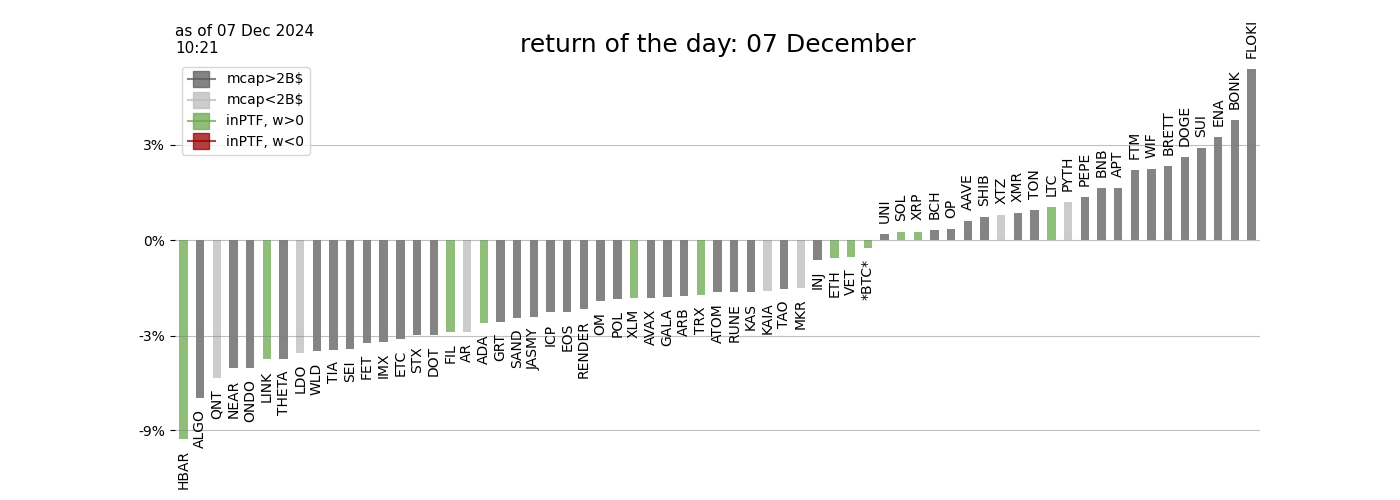 as of 07 Dec 2024
10:21
return of the day: 07 December
mcap>2B$
mcap<2B$
inPTF, w>0
inPTF, w<0
3%
0%
-3%
-9%
HBAR
ALGO
QNT
NEAR
ONDO
LINK
THETA
LDO
WLD
TIA
SEI
FET
IMX
ETC
STX
DOT
FIL
AR
ADA
GRT
SAND
JASMY
ICP
EOS
RENDER
OM
POL
XLM
AVAX
GALA
ARB
TRX
ATOM
RUNE
KAS
KAIA
TAO
MKR
INJ
ETH
VET
*BTC*
UNI
SOL
XRP
BCH
OP
AAVE
SHIB
XTZ
XMR
TON
LTC
PYTH
PEPE
BNB
APT
FTM
WIF
BRETT
DOGE
SUI
ENA
BONK
FLOKI